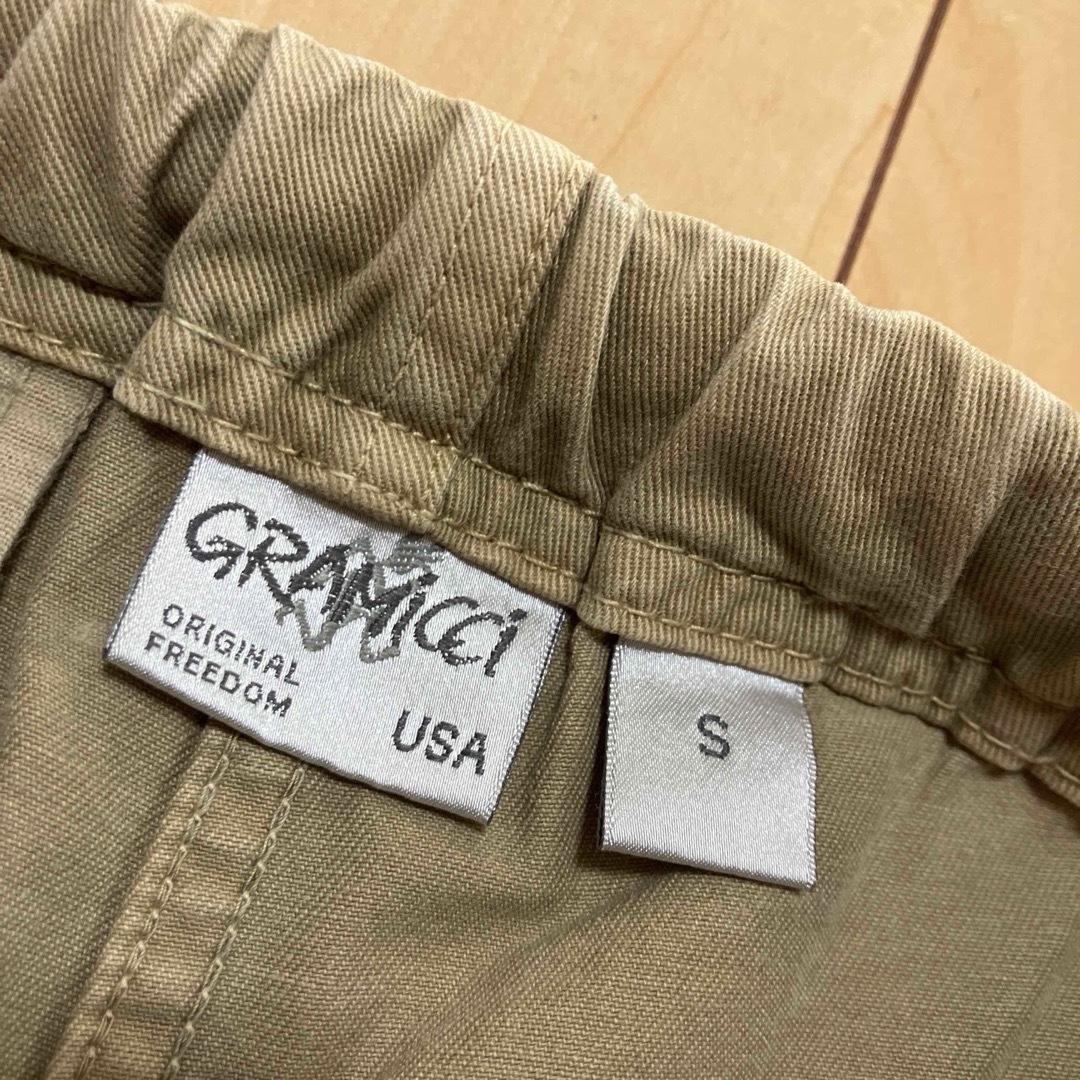 GRAMiCCi
ORIGINAL
FREEDOM
USA
S